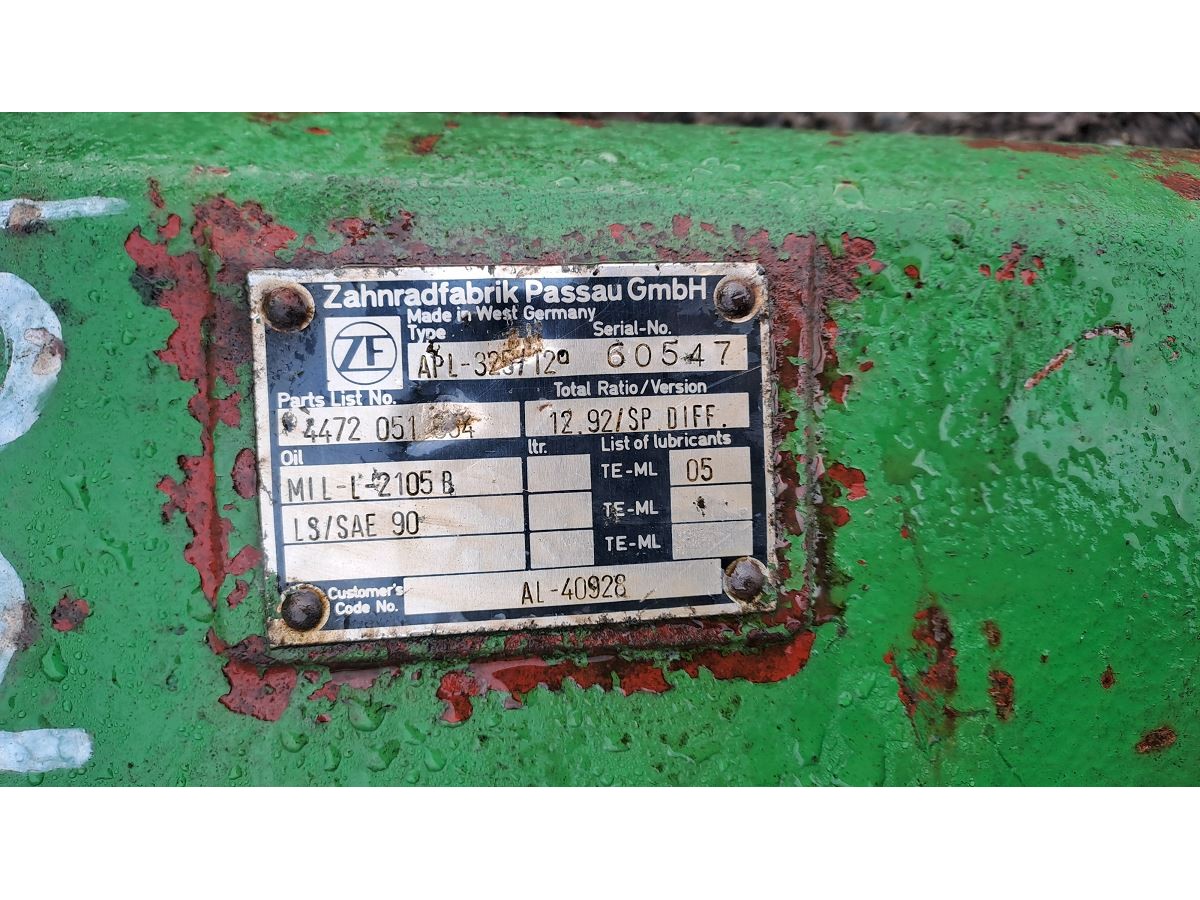 Zahnradfabrik Passau GmbH
Made in West Germany
Type Serial-No.
ZF
60547
Parts List No. Total Ratio/Version
4472 12.92/SP.DIFF.
Oil ltr. List of lubricants
MIL-L-2105 B TE-ML 05
LS/SAE 90 TE-ML
TE-ML
Customer's
Code No. AL-40928